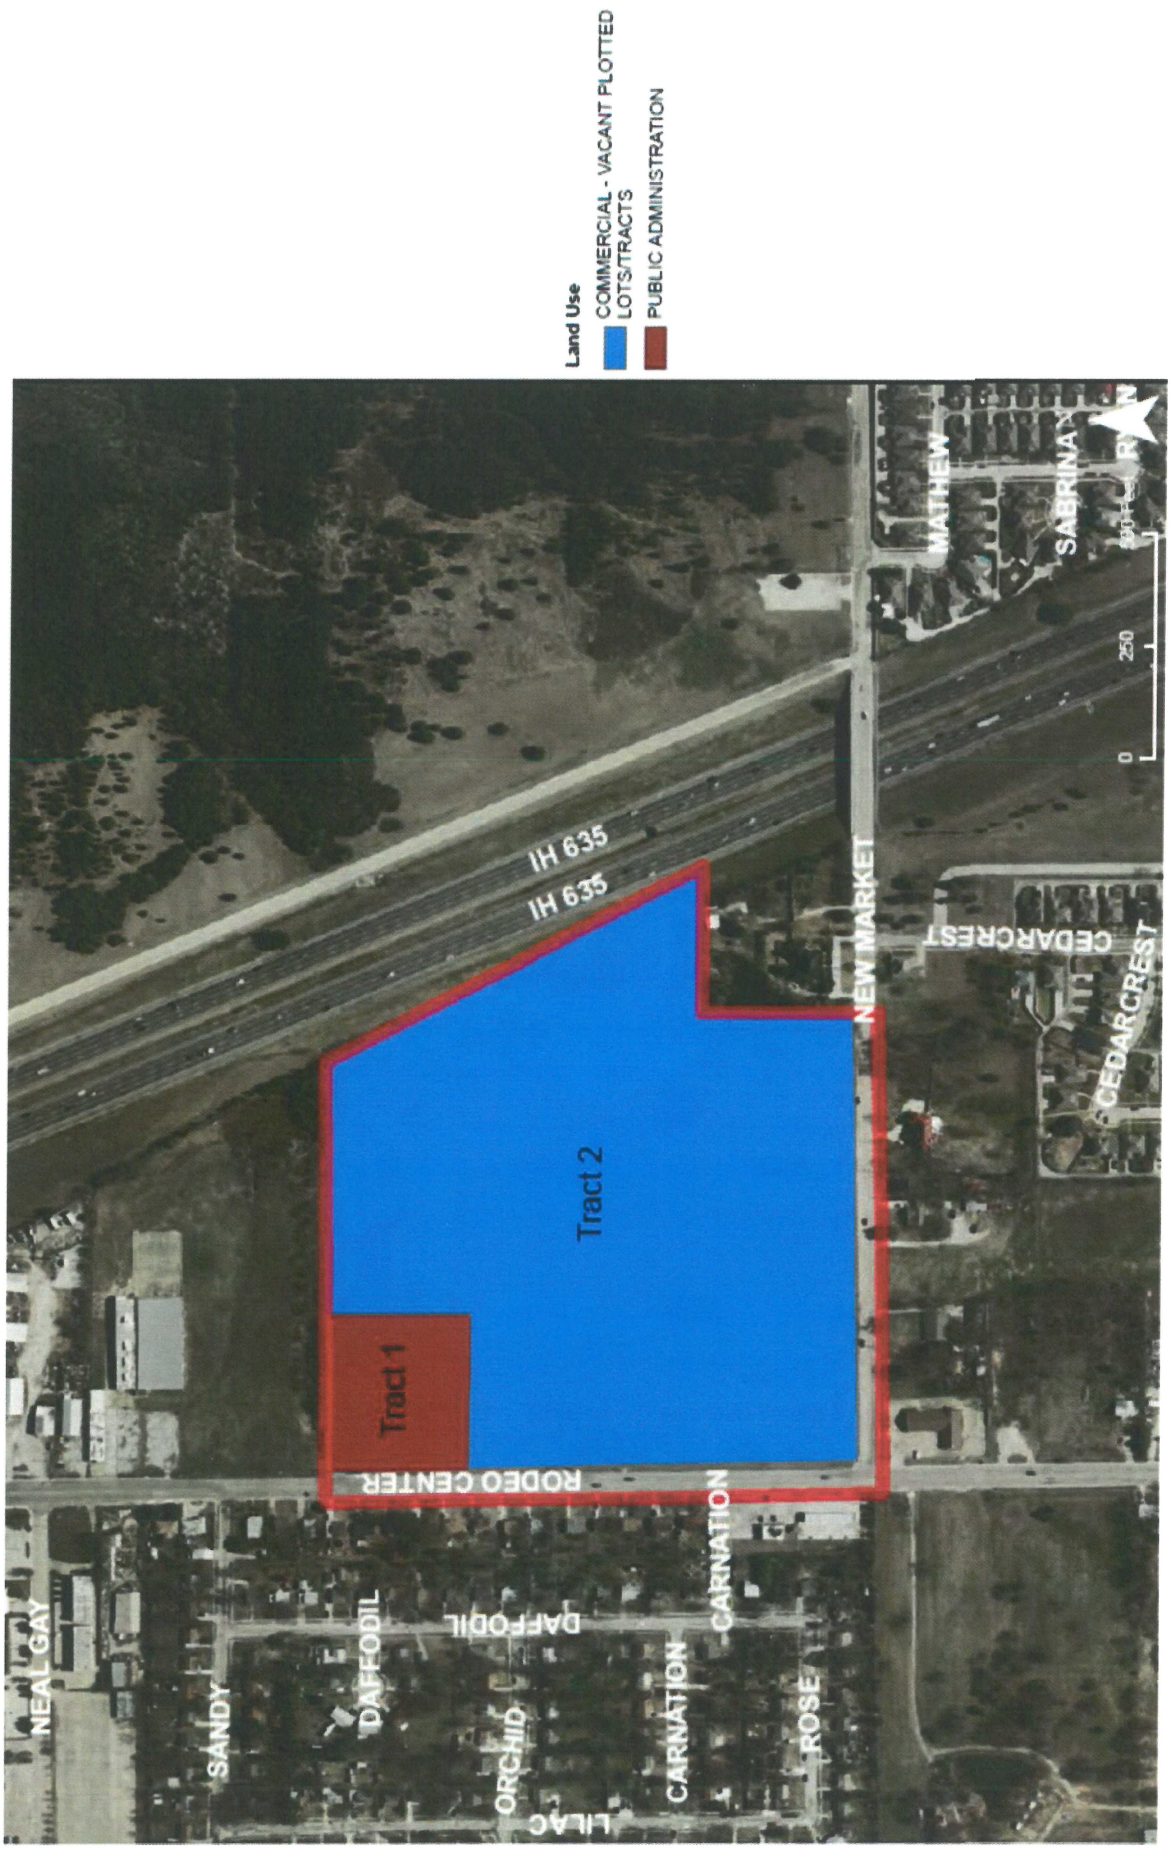 Land Use
COMMERCIAL - VACANT PLOTTED
LOTS/TRACTS
PUBLIC ADMINISTRATION
NEAL GAY
SANDY
DAFFODIL
DAFFODIL
ORCHID
LILAC
CARNATION
CARNATION
ROSE
RODEO CENTER
Tract 1
Tract 2
IH 635
IH 635
NEW MARKET
CEDARCREST
CEDARCREST
MATHEW
SABRINA
0
250